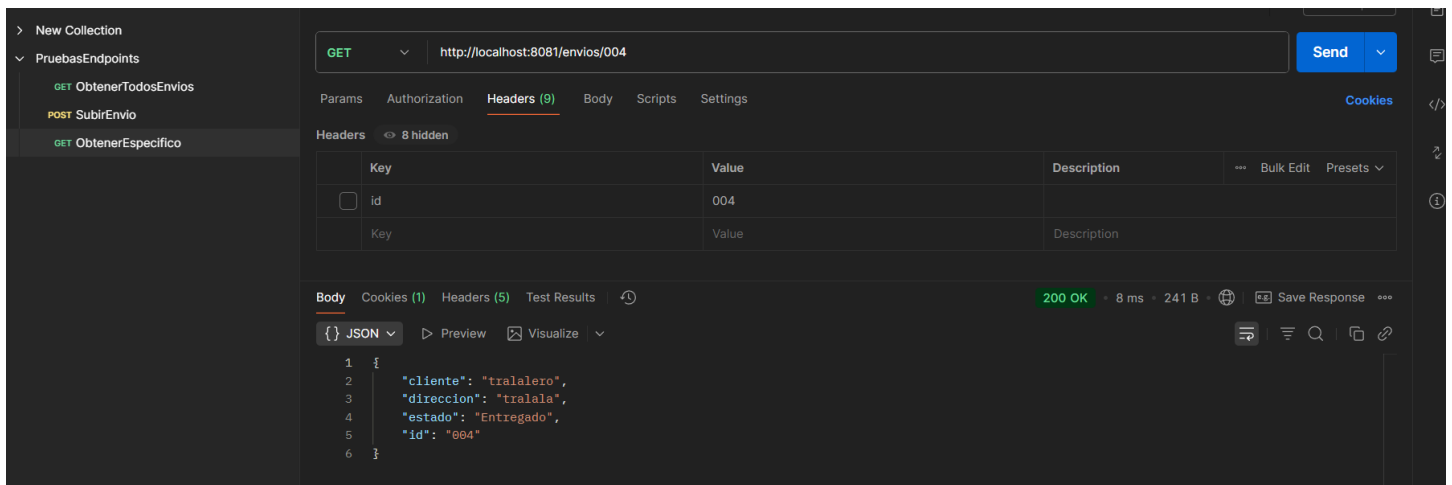 New Collection
PruebasEndpoints
GET ObtenerTodosEnvios
POST SubirEnvio
GET ObtenerEspecifico
GET http://localhost:8081/envios/004 Send
Params Authorization Headers (9) Body Scripts Settings Cookies
Headers 8 hidden
Key Value Description Bulk Edit Presets
id 004
Key Value Description
Body Cookies (1) Headers (5) Test Results 200 OK 8 ms 241 B e.g. Save Response
{} JSON Preview Visualize
1 {
2 "cliente": "tralalero",
3 "direccion": "tralala",
4 "estado": "Entregado",
5 "id": "004"
6 }